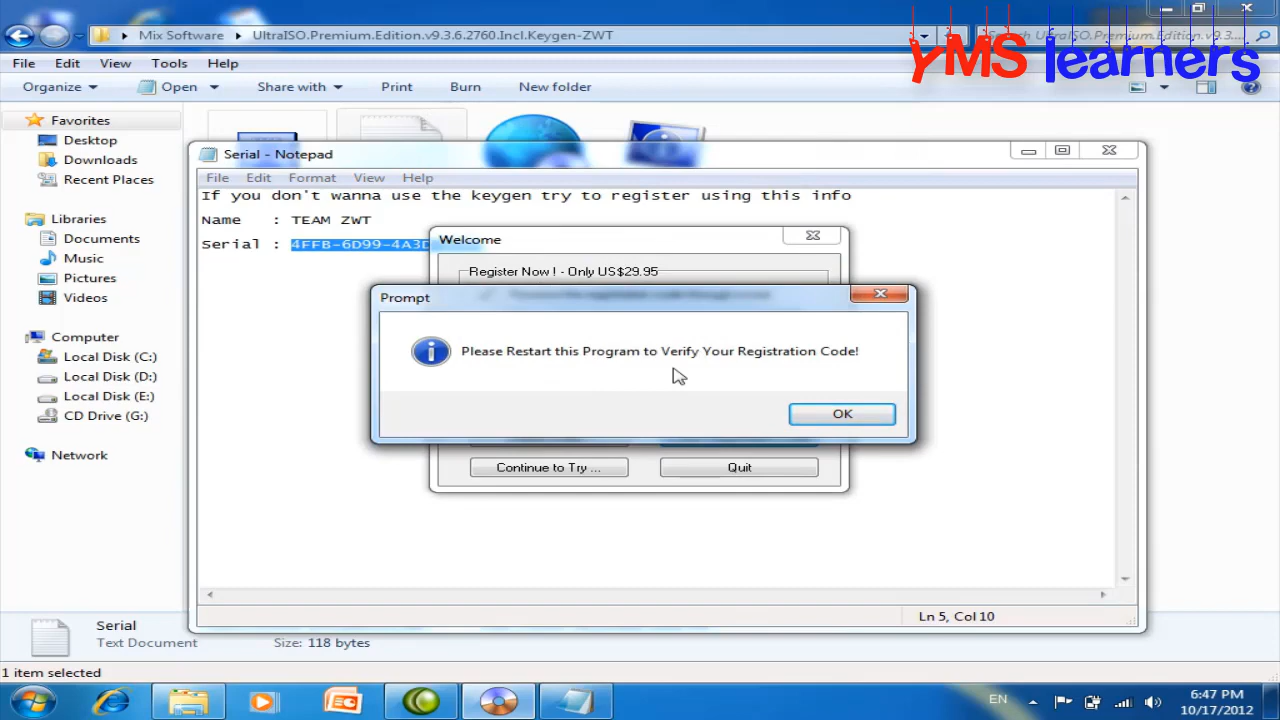 Mix Software ▸ UltraISO.Premium.Edition.v9.3.6.2760.Incl.Keygen-ZWT
YMS learners
File Edit View Tools Help
Organize Open Share with Print Burn New folder
Favorites
Desktop
Downloads
Recent Places
Libraries
Documents
Music
Pictures
Videos
Computer
Local Disk (C:)
Local Disk (D:)
Local Disk (E:)
CD Drive (G:)
Network
Serial - Notepad
File Edit Format View Help
If you don't wanna use the keygen try to register using this info
Name : TEAM ZWT
Serial : 4FFB-6D99-4A3D
Welcome
Register Now ! - Only US$29.95
Prompt
Please Restart this Program to Verify Your Registration Code!
OK
Continue to Try ... Quit
Ln 5, Col 10
Serial
Text Document Size: 118 bytes
1 item selected
EN
6:47 PM
10/17/2012